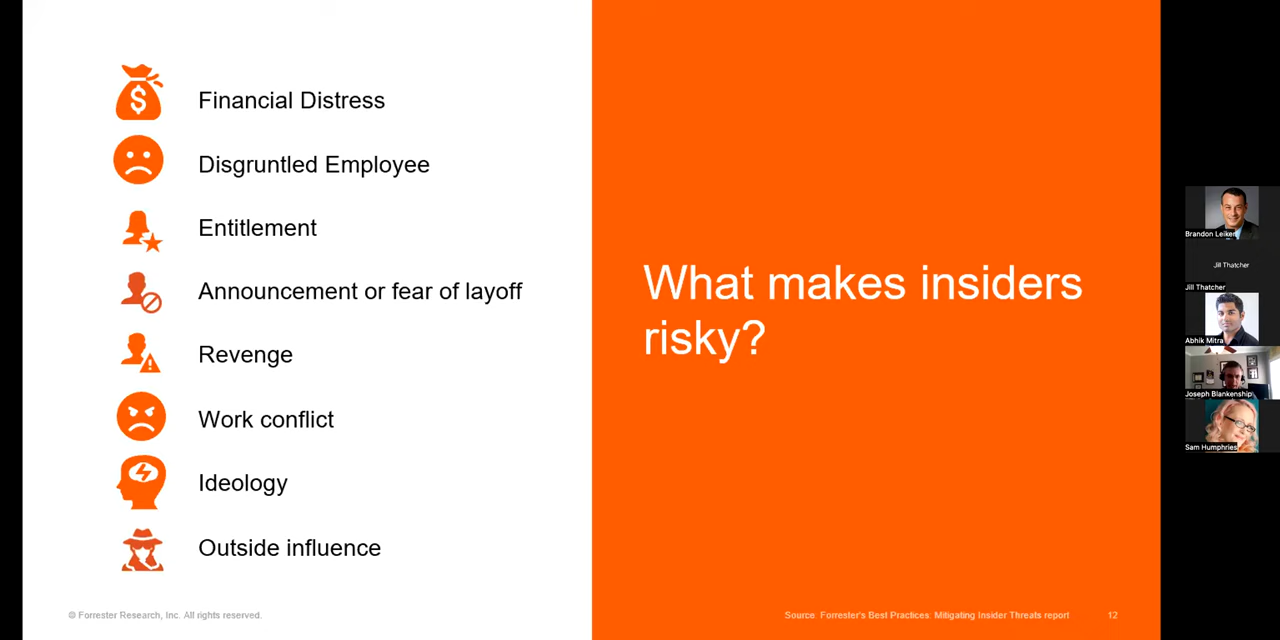 Financial Distress
Disgruntled Employee
Entitlement
Announcement or fear of layoff
Revenge
Work conflict
Ideology
Outside influence
What makes insiders
risky?
© Forrester Research, Inc. All rights reserved.
Source: Forrester's Best Practices: Mitigating Insider Threats report
12
Brandon Leiker
Jill Thatcher
Jill Thatcher
Abhik Mitra
Joseph Blankenship
Sam Humphries